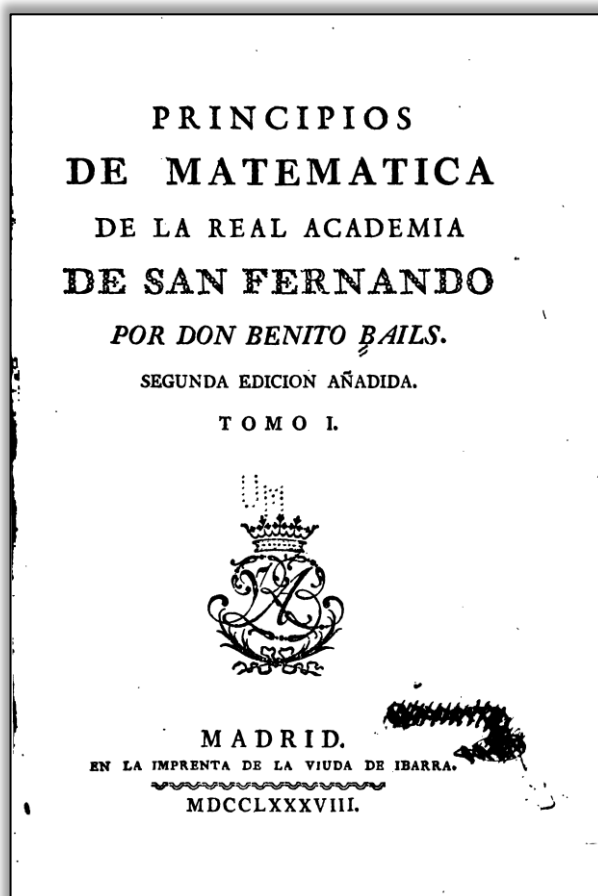 PRINCIPIOS
DE MATEMATICA
DE LA REAL ACADEMIA
DE SAN FERNANDO
POR DON BENITO BAILS.
SEGUNDA EDICION AÑADIDA.
TOMO I.
UM
MADRID.
EN LA IMPRENTA DE LA VIUDA DE IBARRA.
MDCCLXXXVIII.